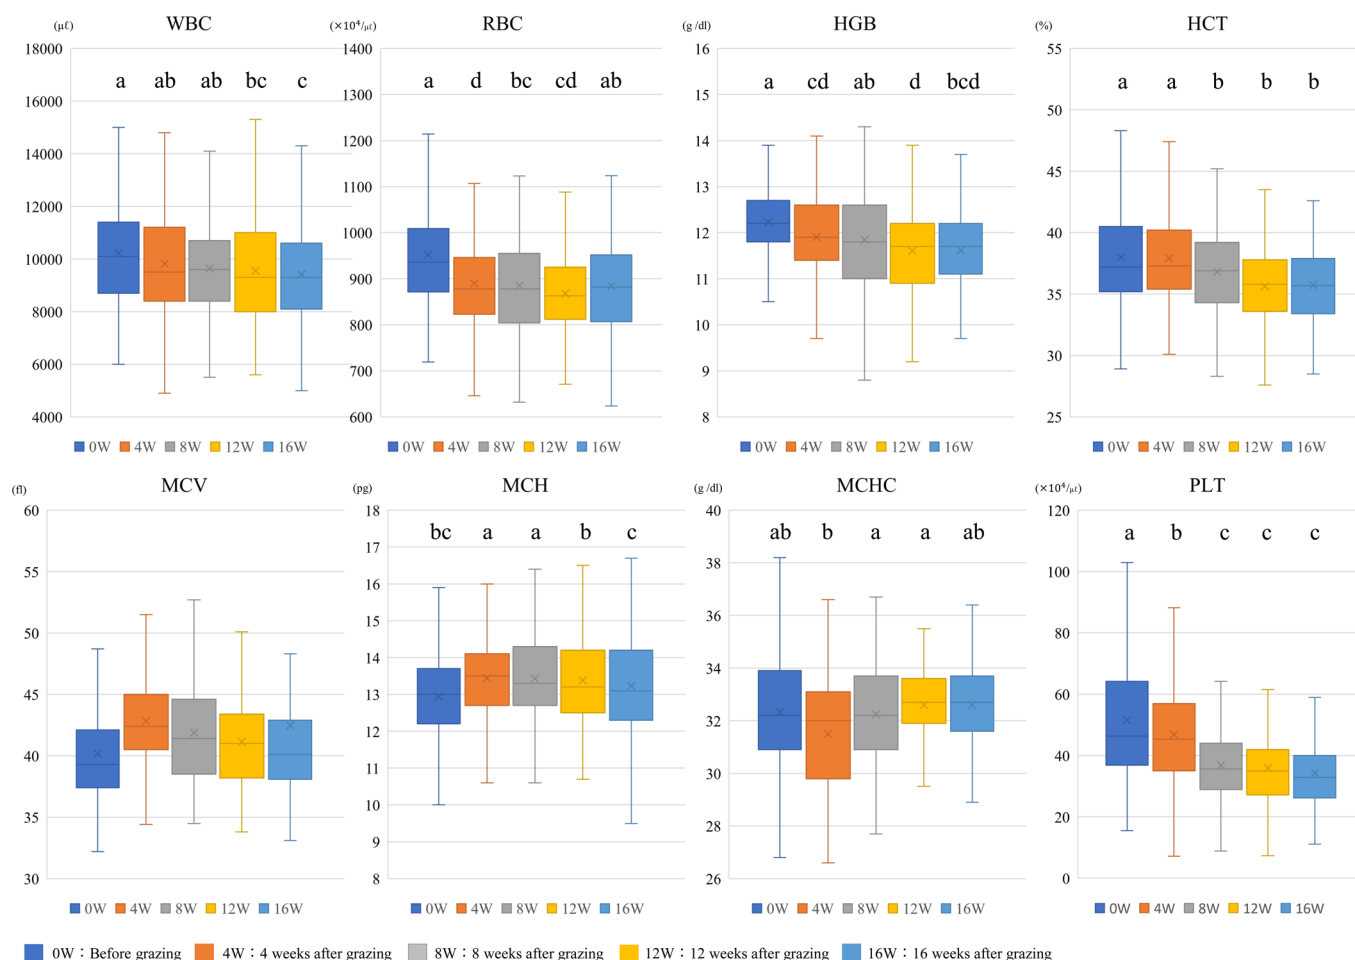 WBC
(μℓ)
18000
16000
14000
12000
10000
8000
6000
4000
a ab ab bc c
0W 4W 8W 12W 16W
RBC
(×10⁴/μℓ)
1400
1300
1200
1100
1000
900
800
700
600
a d bc cd ab
0W 4W 8W 12W 16W
HGB
(g /dl)
16
15
14
13
12
11
10
9
8
a cd ab d bcd
0W 4W 8W 12W 16W
HCT
(%)
55
50
45
40
35
30
25
a a b b b
0W 4W 8W 12W 16W
MCV
(fl)
60
55
50
45
40
35
30
0W 4W 8W 12W 16W
MCH
(pg)
18
17
16
15
14
13
12
11
10
9
8
bc a a b c
0W 4W 8W 12W 16W
MCHC
(g /dl)
40
38
36
34
32
30
28
26
ab b a a ab
0W 4W 8W 12W 16W
PLT
(×10⁴/μℓ)
120
100
80
60
40
20
0
a b c c c
0W 4W 8W 12W 16W
0W：Before grazing 4W：4 weeks after grazing 8W：8 weeks after grazing 12W：12 weeks after grazing 16W：16 weeks after grazing